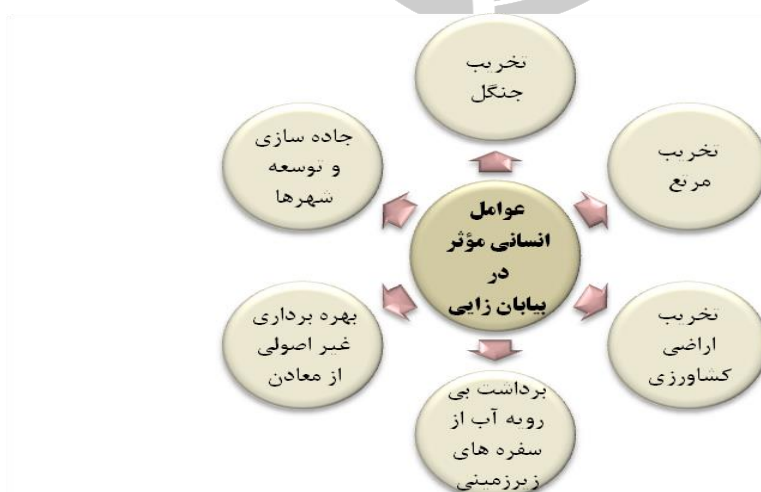 تخریب
جنگل
تخریب
مرتع
تخریب
اراضی
کشاورزی
برداشت بی
رویه آب از
سفره های
زیرزمینی
بهره برداری
غیر اصولی
از معادن
جاده سازی
و توسعه
شهرها
عوامل
انسانی مؤثر
در
بیابان زایی